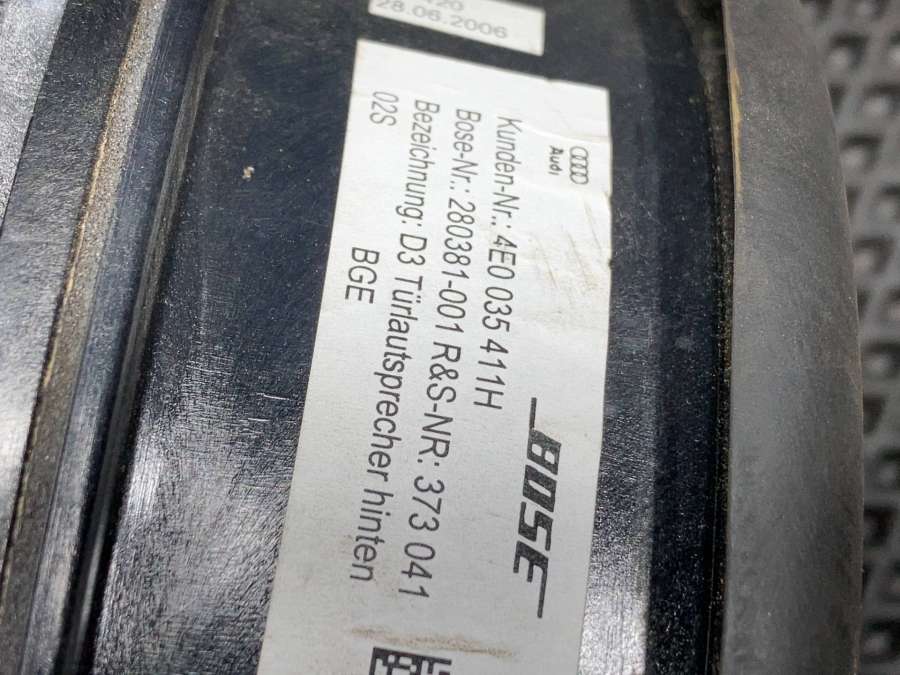 20
28.06.2006
Audi
BOSE
Kunden-Nr.: 4E0 035 411H
Bose-Nr.: 280381-001 R&S-NR: 373 041
Bezeichnung: D3 Türlautsprecher hinten
02S
BGE